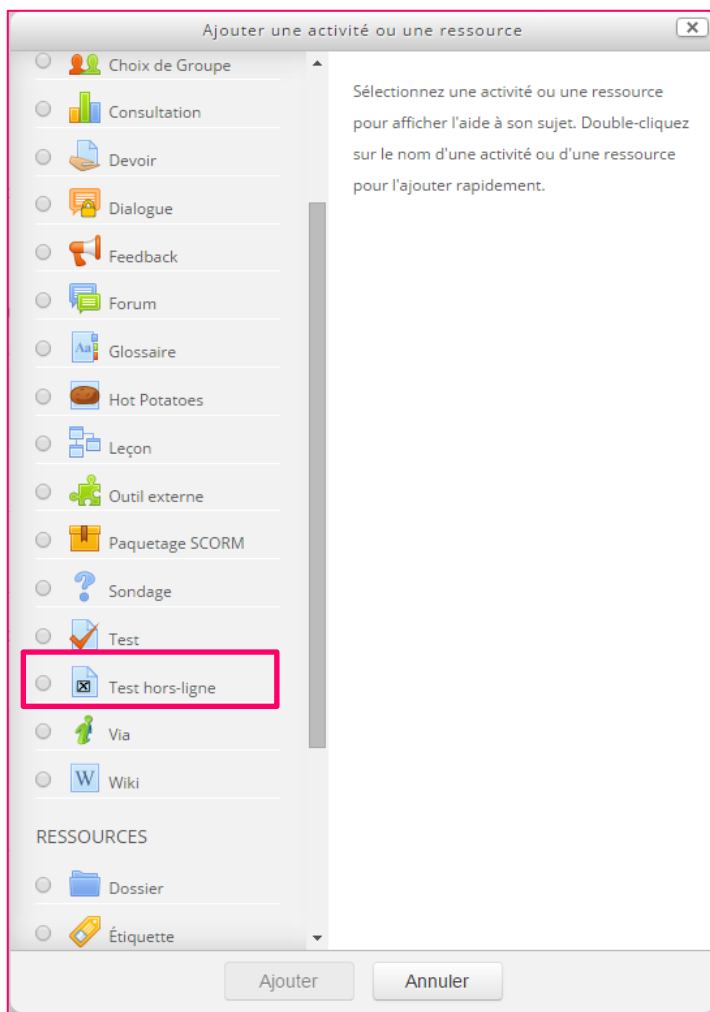 Ajouter une activité ou une ressource
Choix de Groupe
Consultation
Devoir
Dialogue
Feedback
Forum
Glossaire
Hot Potatoes
Leçon
Outil externe
Paquetage SCORM
Sondage
Test
Test hors-ligne
Via
Wiki
RESSOURCES
Dossier
Étiquette
Sélectionnez une activité ou une ressource
pour afficher l'aide à son sujet. Double-cliquez
sur le nom d'une activité ou d'une ressource
pour l'ajouter rapidement.
Ajouter
Annuler